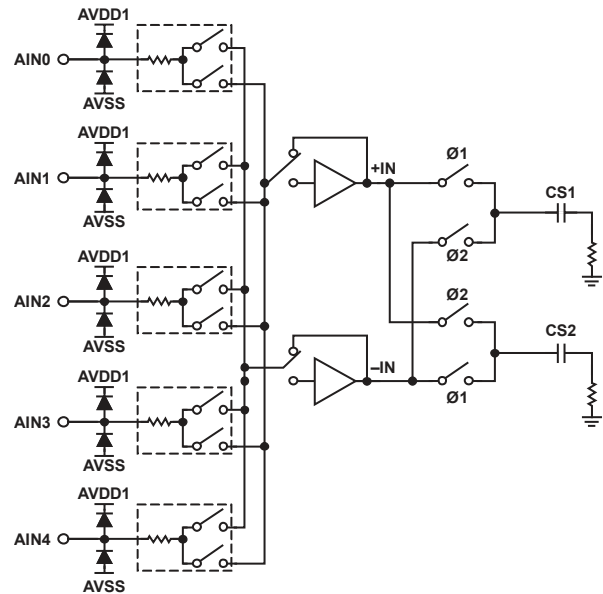 AVDD1
AIN0
AVSS
AVDD1
AIN1
AVSS
AVDD1
AIN2
AVSS
AVDD1
AIN3
AVSS
AVDD1
AIN4
AVSS
+IN
–IN
Ø1
Ø2
Ø2
Ø1
CS1
CS2